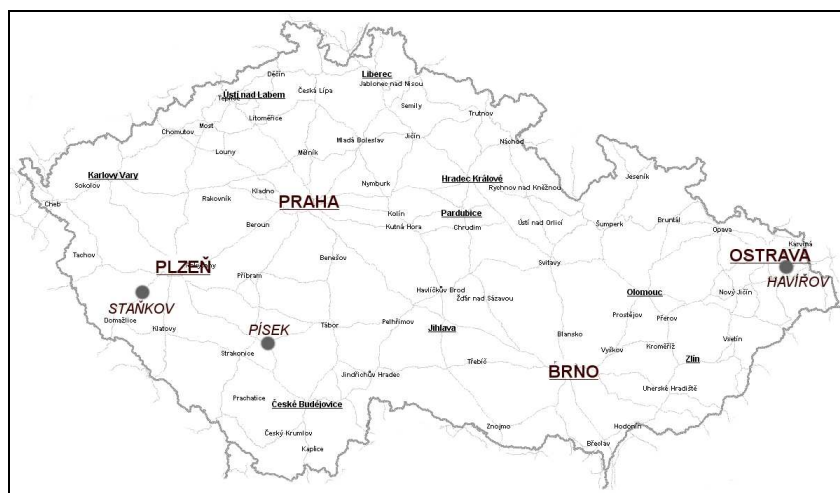 Děčín
Liberec
Jablonec nad Nisou
Ústí nad Labem
Teplice
Česká Lípa
Semily
Litoměřice
Trutnov
Most
Chomutov
Mladá Boleslav
Jičín
Náchod
Louny
Mělník
Karlovy Vary
Sokolov
Nymburk
Hradec Králové
Jeseník
Kladno
Rychnov nad Kněžnou
Rakovník
PRAHA
Cheb
Kolín
Pardubice
Beroun
Kutná Hora
Chrudim
Ústí nad Orlicí
Šumperk
Bruntál
Opava
Karviná
Tachov
Benešov
OSTRAVA
PLZEŇ
Svitavy
HAVÍŘOV
Příbram
Havlíčkův Brod
Olomouc
Nový Jičín
Žďár nad Sázavou
STAŇKOV
Prostějov
Přerov
Domažlice
Klatovy
PÍSEK
Tábor
Pelhřimov
Jihlava
Blansko
Vsetín
Kroměříž
Vyškov
Strakonice
Třebíč
Zlín
Jindřichův Hradec
BRNO
Uherské Hradiště
Prachatice
České Budějovice
Znojmo
Hodonín
Český Krumlov
Břeclav
Kaplice